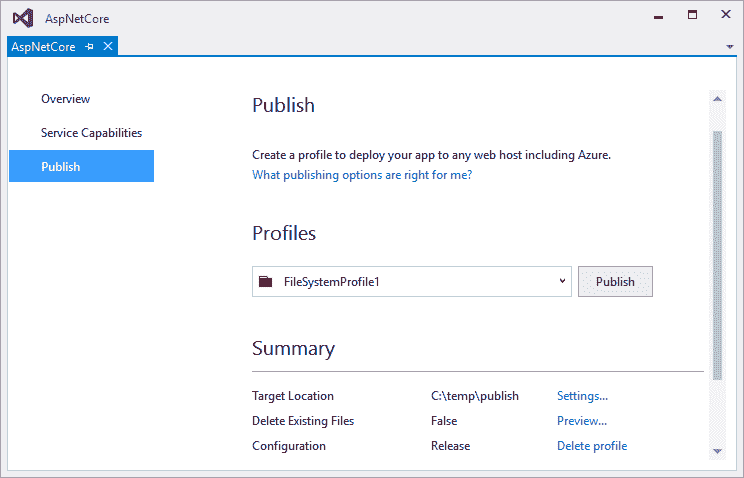 AspNetCore
AspNetCore
Overview
Service Capabilities
Publish
Publish
Create a profile to deploy your app to any web host including Azure.
What publishing options are right for me?
Profiles
FileSystemProfile1
Publish
Summary
Target Location C:\temp\publish Settings...
Delete Existing Files False Preview...
Configuration Release Delete profile